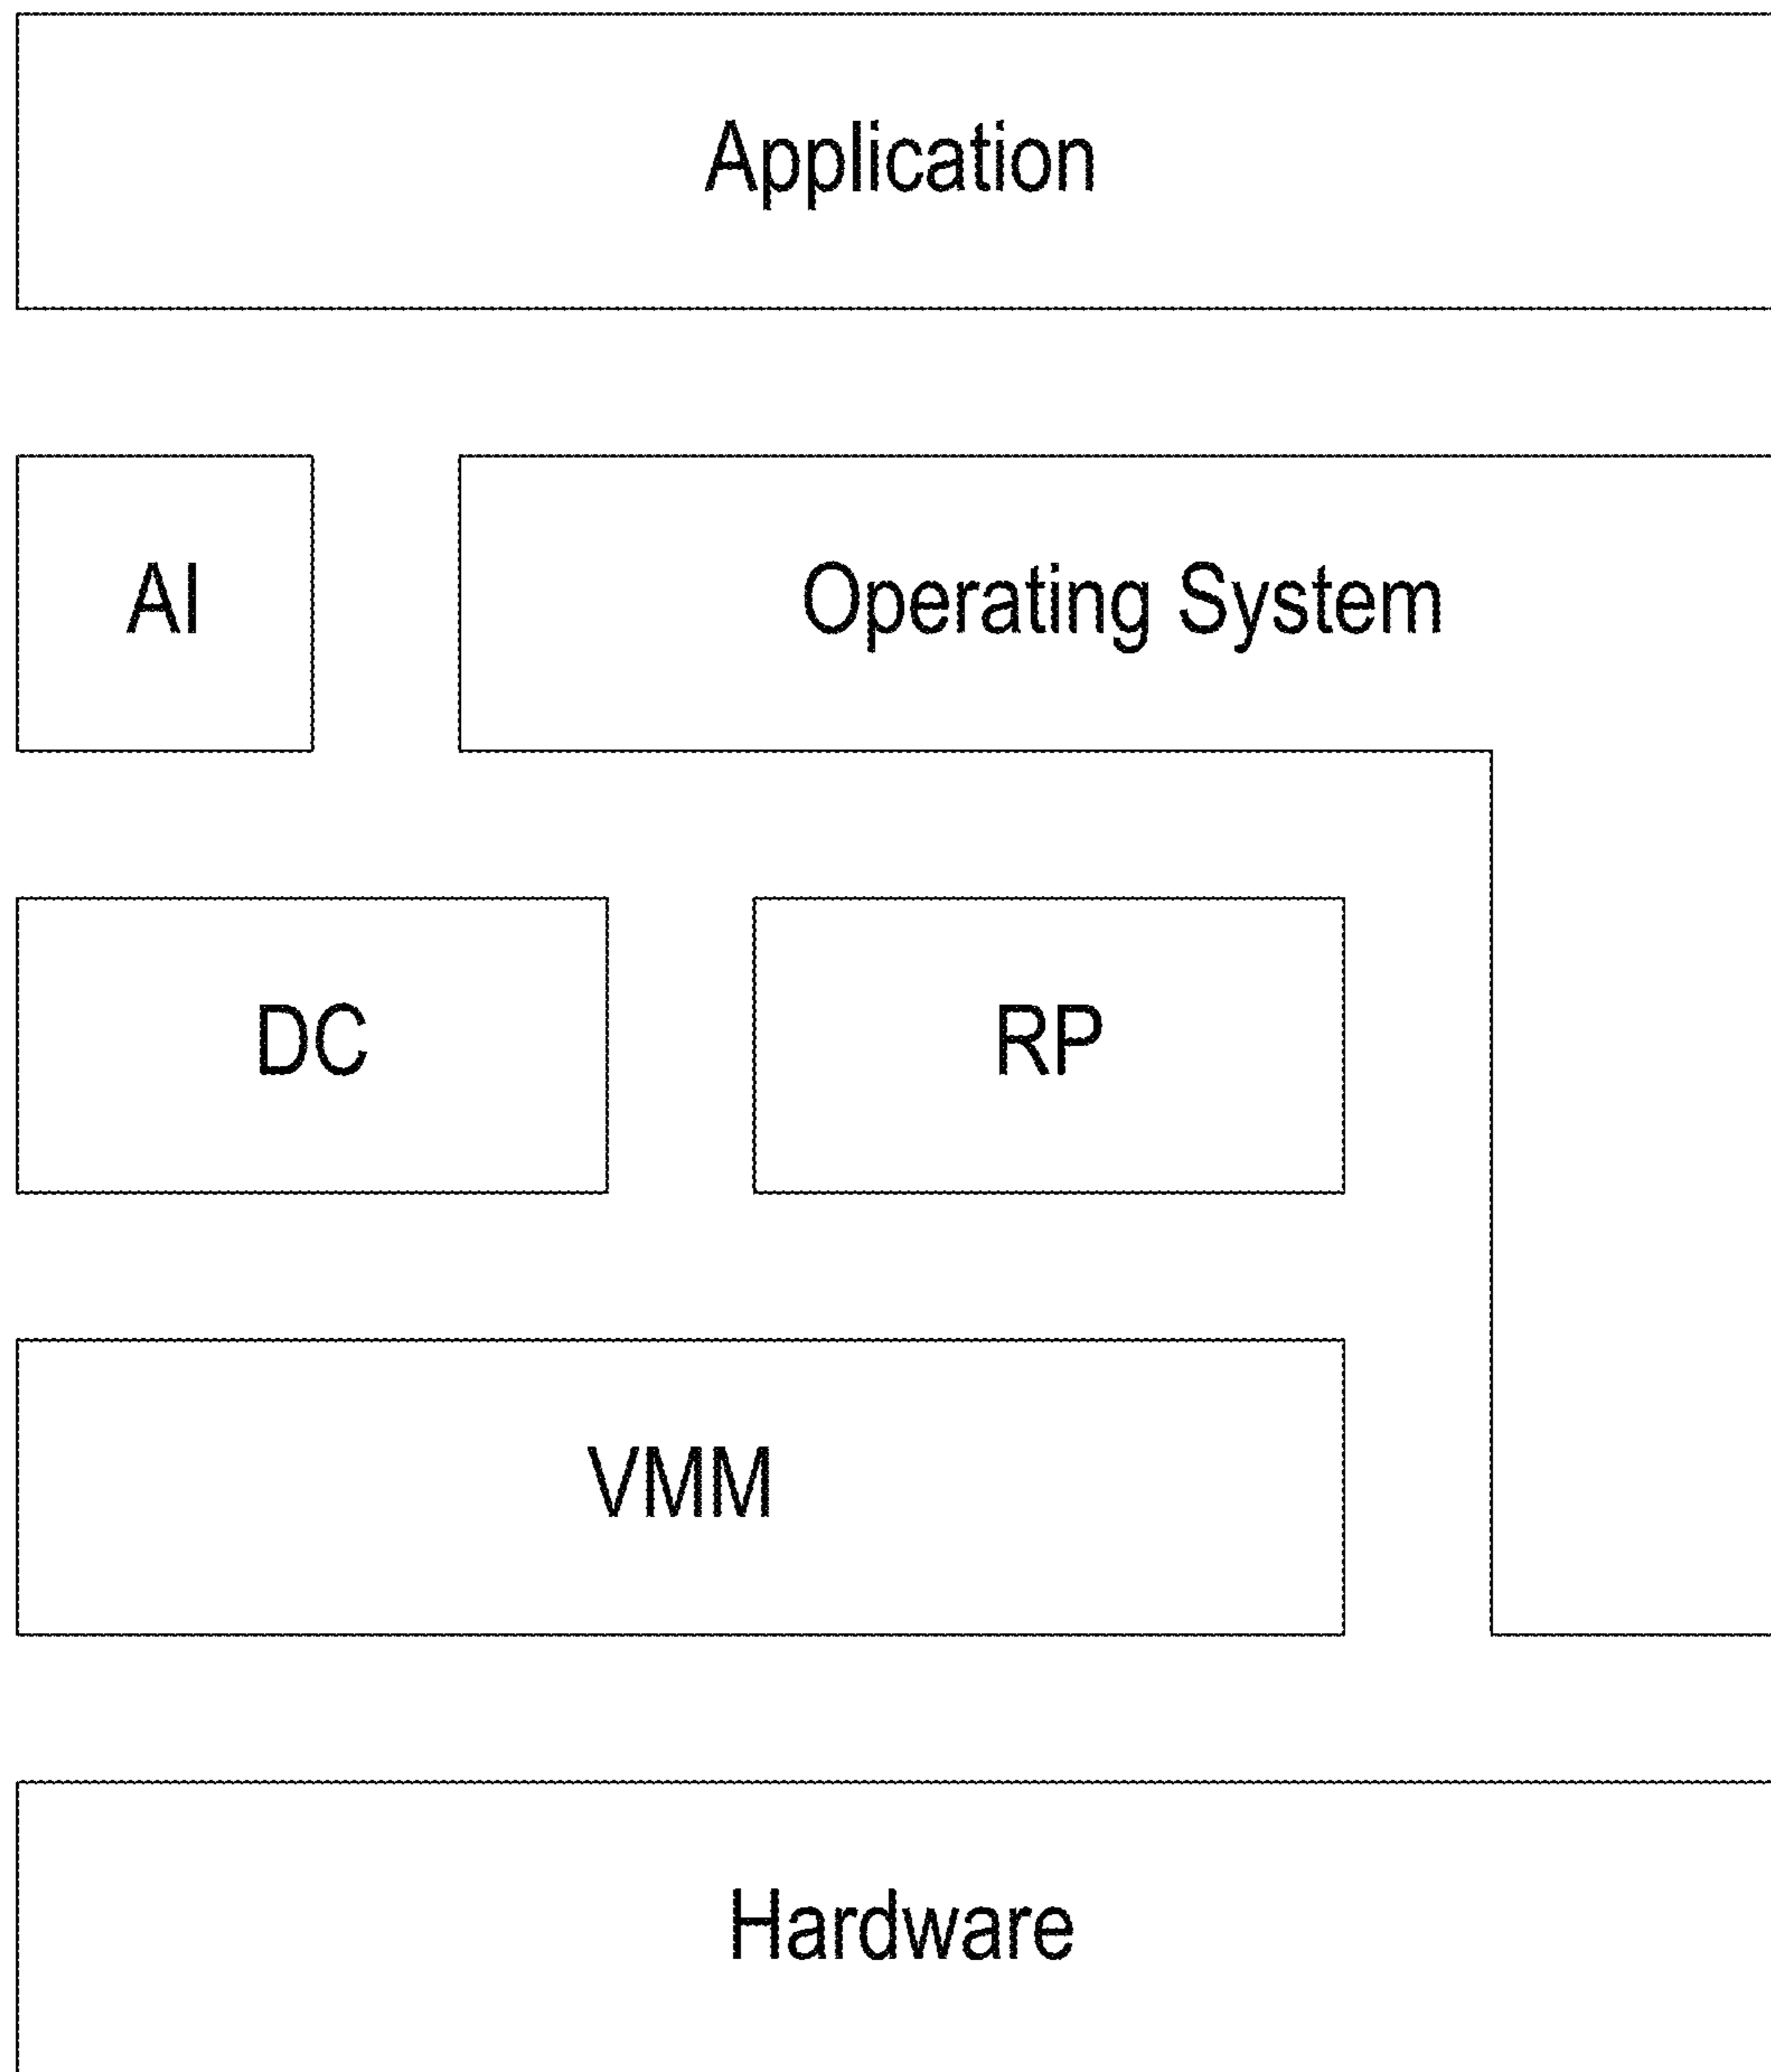 Application
AI
Operating System
DC
RP
VMM
Hardware